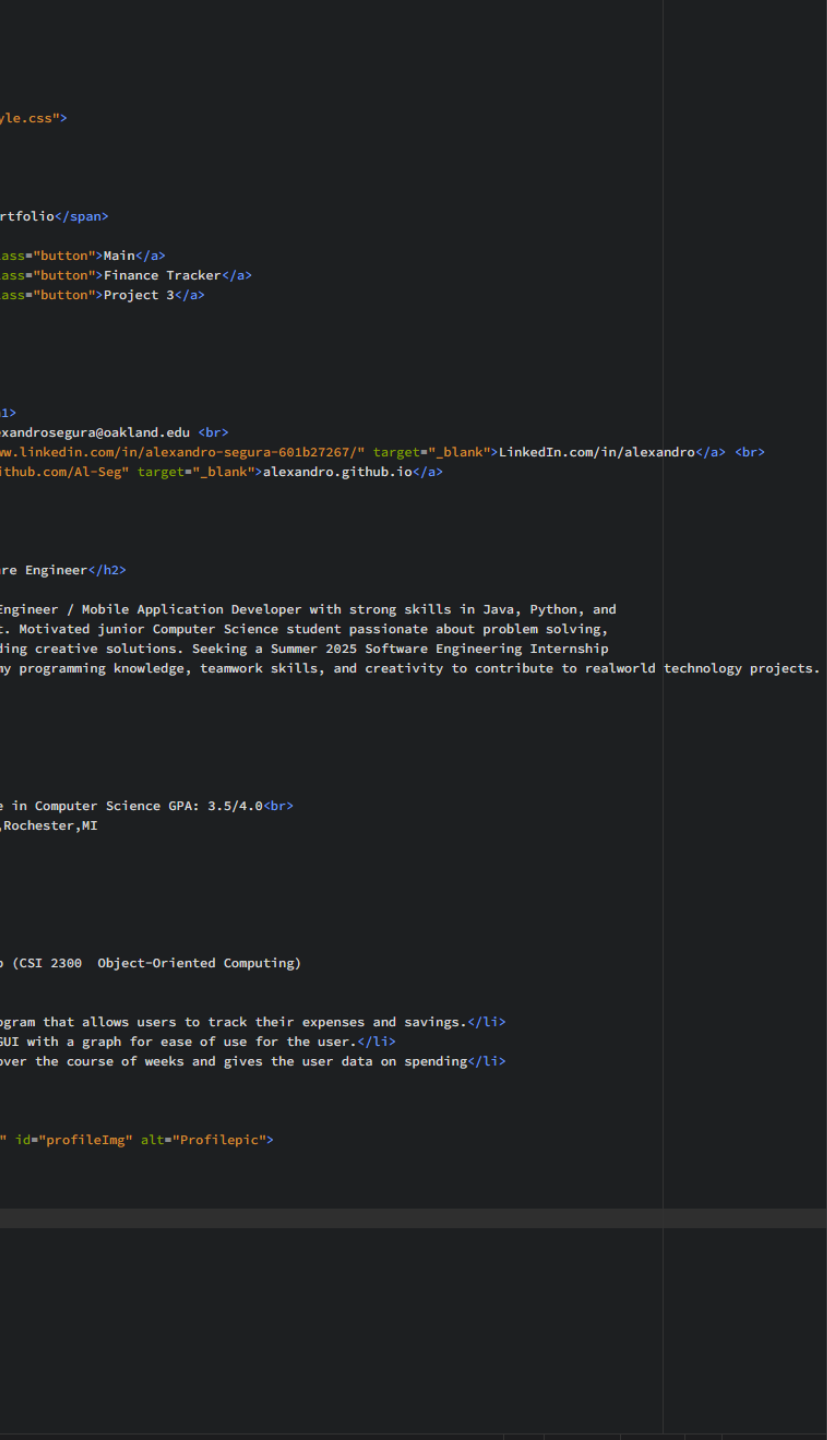 yle.css">
rtfolio</span>
ass="button">Main</a>
ass="button">Finance Tracker</a>
ass="button">Project 3</a>
1>
exandrosegura@oakland.edu <br>
ww.linkedin.com/in/alexandro-segura-601b27267/" target="_blank">LinkedIn.com/in/alexandro</a> <br>
ithub.com/Al-Seg" target="_blank">alexandro.github.io</a>
re Engineer</h2>
Engineer / Mobile Application Developer with strong skills in Java, Python, and
t. Motivated junior Computer Science student passionate about problem solving,
ding creative solutions. Seeking a Summer 2025 Software Engineering Internship
my programming knowledge, teamwork skills, and creativity to contribute to realworld technology projects.
e in Computer Science GPA: 3.5/4.0<br>
,Rochester,MI
o (CSI 2300  Object-Oriented Computing)
ogram that allows users to track their expenses and savings.</li>
GUI with a graph for ease of use for the user.</li>
over the course of weeks and gives the user data on spending</li>
" id="profileImg" alt="Profilepic">